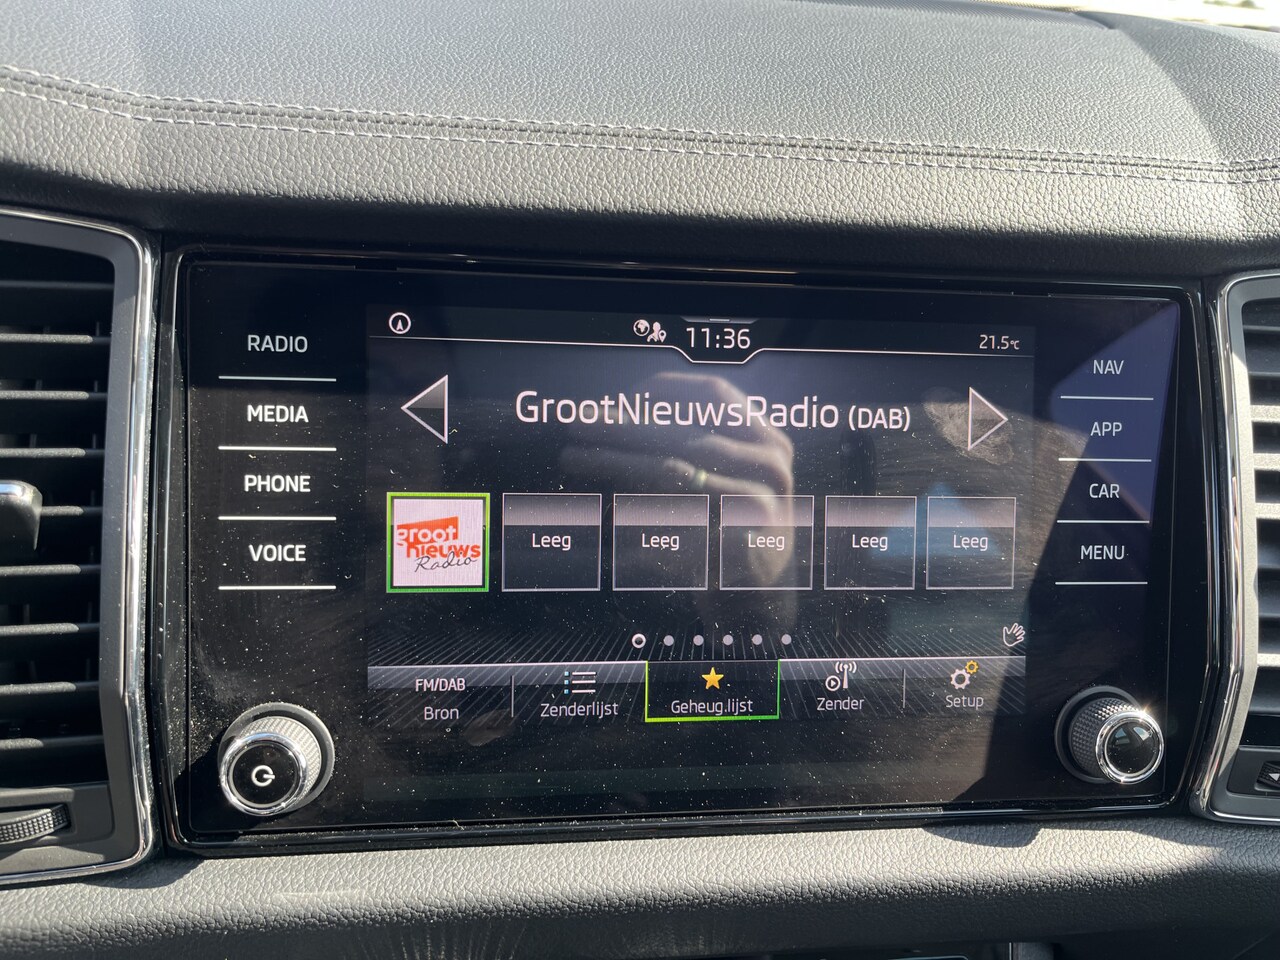 RADIO
MEDIA
PHONE
VOICE
11:36
21.5°C
GrootNieuwsRadio (DAB)
groot
nieuws
Radio
Leeg
Leeg
Leeg
Leeg
Leeg
FM/DAB
Bron
Zenderlijst
Geheug.lijst
Zender
Setup
NAV
APP
CAR
MENU